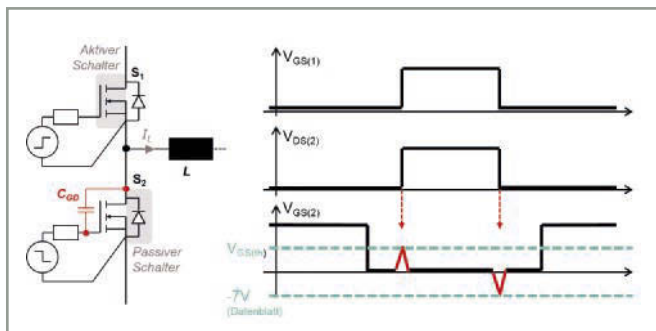 Aktiver
Schalter
S1
IL
L
CGD
S2
Passiver
Schalter
VGS(1)
VDS(2)
VGS(2)
VGS(th)
-7V
(Datenblatt)